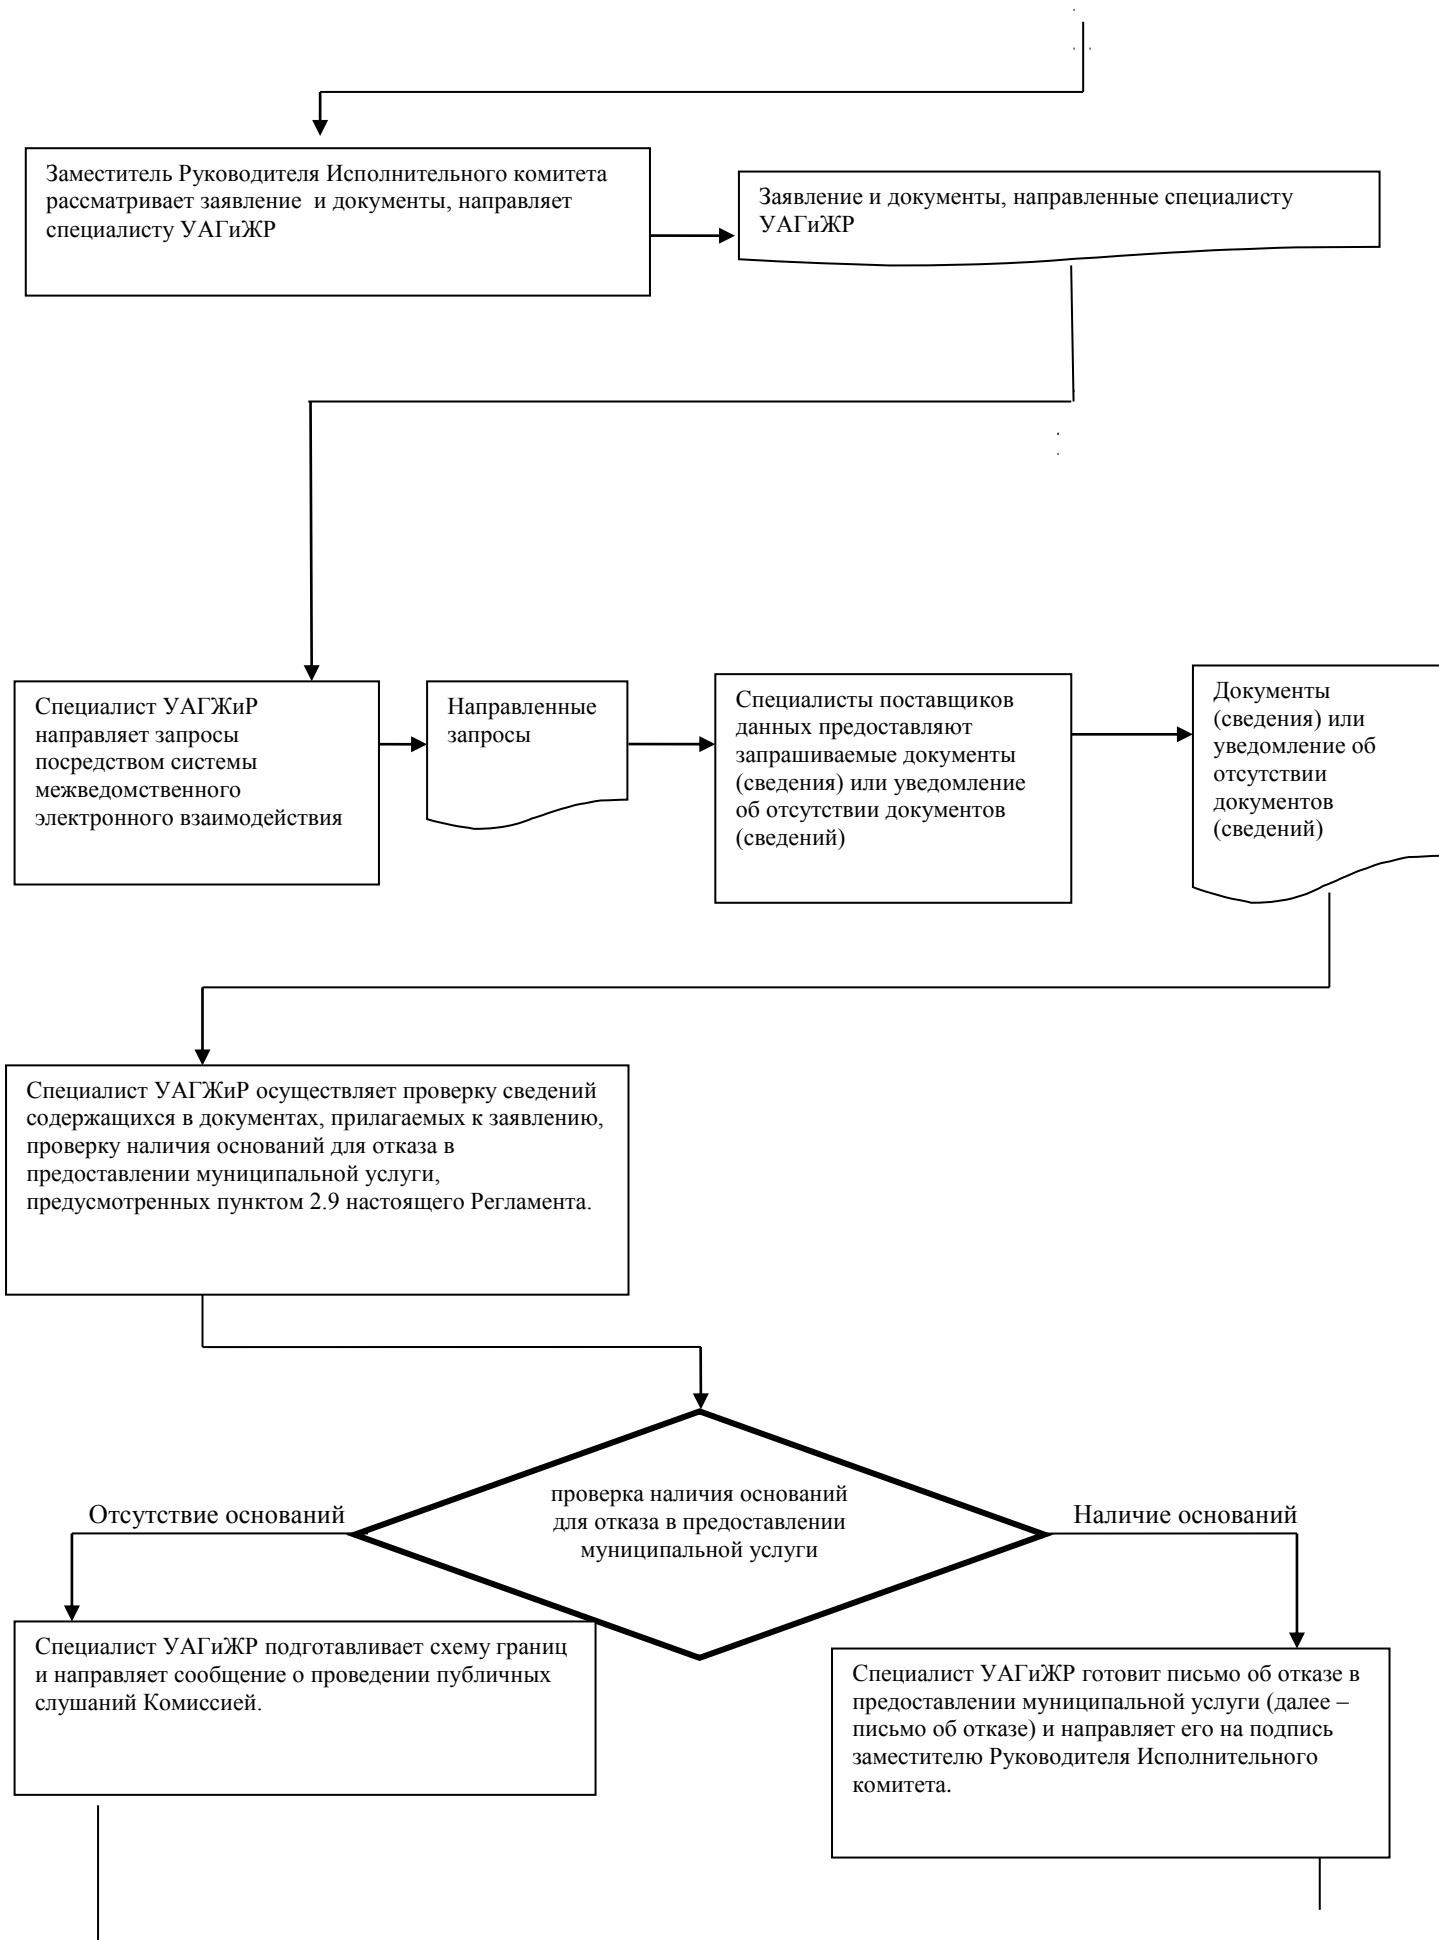 Заместитель Руководителя Исполнительного комитета
рассматривает заявление и документы, направляет
специалисту УАГиЖР
Заявление и документы, направленные специалисту
УАГиЖР
Специалист УАГЖиР
направляет запросы
посредством системы
межведомственного
электронного взаимодействия
Направленные
запросы
Специалисты поставщиков
данных предоставляют
запрашиваемые документы
(сведения) или уведомление
об отсутствии документов
(сведений)
Документы
(сведения) или
уведомление об
отсутствии
документов
(сведений)
Специалист УАГЖиР осуществляет проверку сведений
содержащихся в документах, прилагаемых к заявлению,
проверку наличия оснований для отказа в
предоставлении муниципальной услуги,
предусмотренных пунктом 2.9 настоящего Регламента.
проверка наличия оснований
для отказа в предоставлении
муниципальной услуги
Отсутствие оснований
Наличие оснований
Специалист УАГиЖР подготавливает схему границ
и направляет сообщение о проведении публичных
слушаний Комиссией.
Специалист УАГиЖР готовит письмо об отказе в
предоставлении муниципальной услуги (далее –
письмо об отказе) и направляет его на подпись
заместителю Руководителя Исполнительного
комитета.